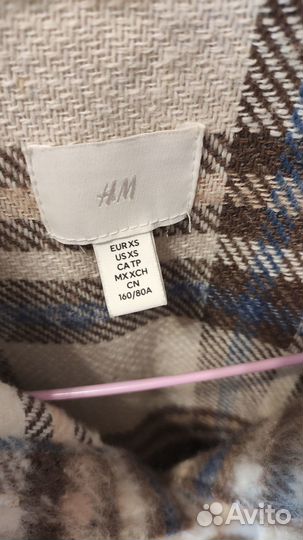 H&M
EUR XS
US XS
CA TP
MX XCH
CN
160/80A
Avito